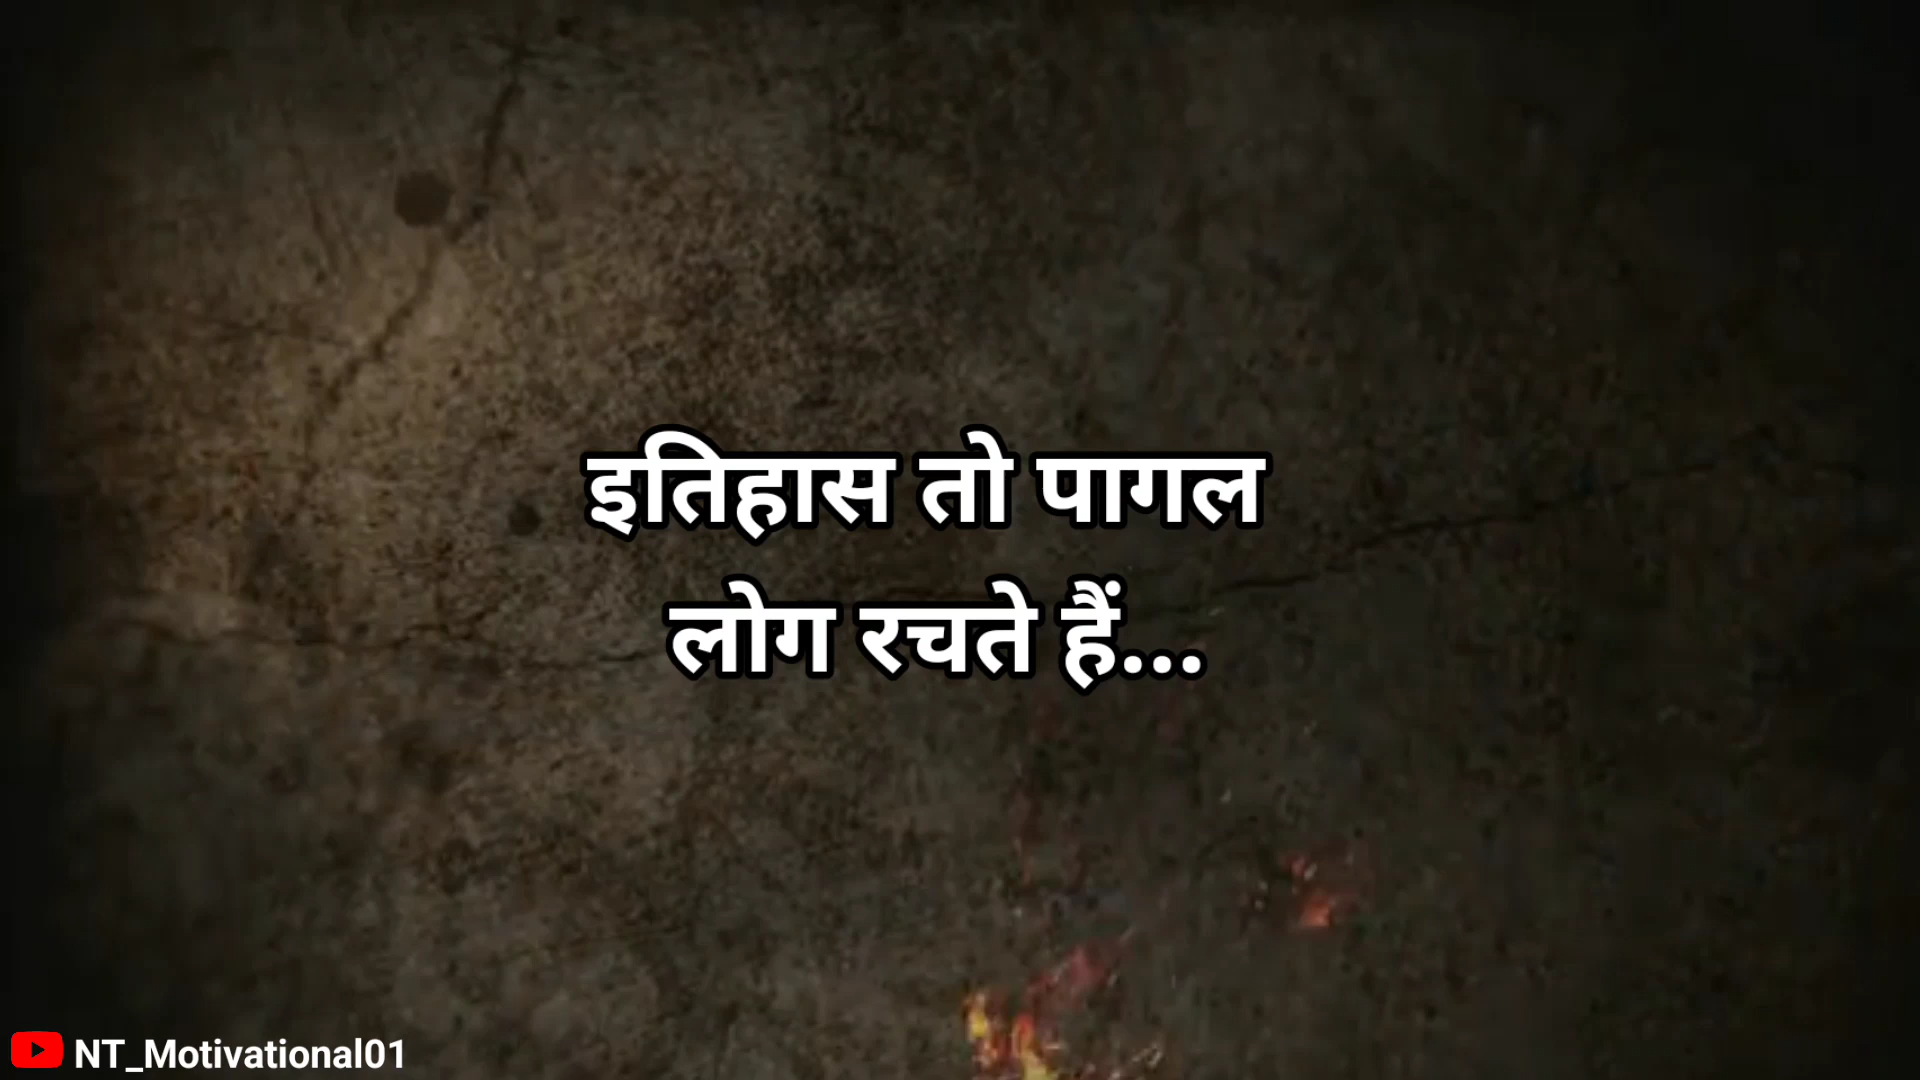 इतिहास तो पागल
लोग रचते हैं...
NT_Motivational01